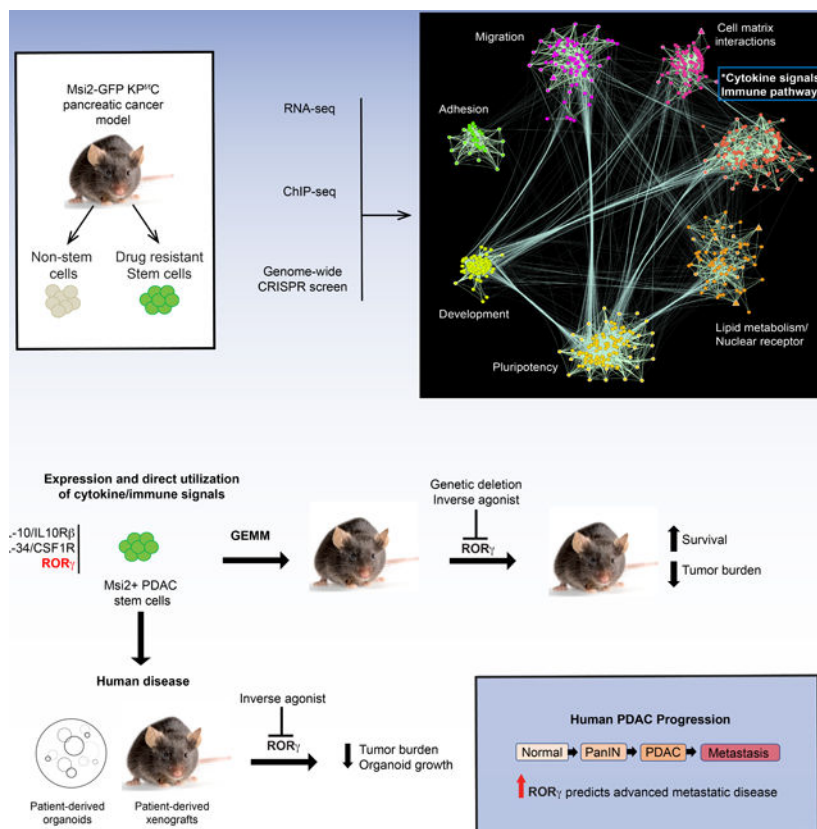 Msi2-GFP KPf/fC
pancreatic cancer
model
Non-stem
cells
Drug resistant
Stem cells
RNA-seq
ChIP-seq
Genome-wide
CRISPR screen
Migration
Cell matrix
interactions
*Cytokine signals
Immune pathway
Adhesion
Development
Pluripotency
Lipid metabolism/
Nuclear receptor
Expression and direct utilization
of cytokine/immune signals
L-10/IL10Rβ
L-34/CSF1R
RORγ
Msi2+ PDAC
stem cells
GEMM
Genetic deletion
Inverse agonist
RORγ
Survival
Tumor burden
Human disease
Patient-derived
organoids
Patient-derived
xenografts
Inverse agonist
RORγ
Tumor burden
Organoid growth
Human PDAC Progression
Normal PanIN PDAC Metastasis
RORγ predicts advanced metastatic disease